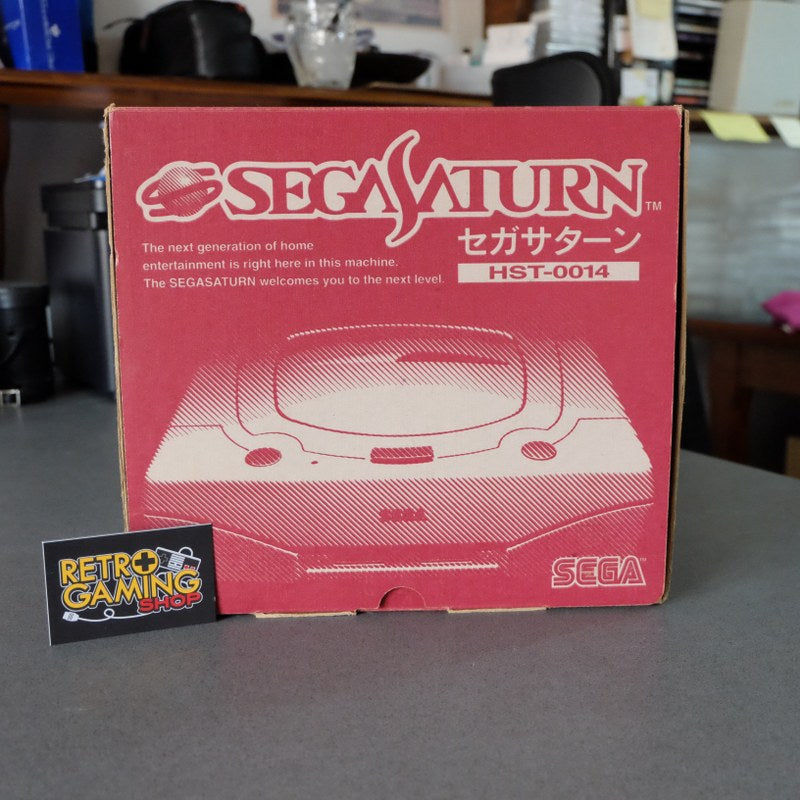 SEGASATURN™
セガサターン
HST-0014
The next generation of home
entertainment is right here in this machine.
The SEGASATURN welcomes you to the next level.
SEGA
SEGA™
RETRO
GAMING
SHOP